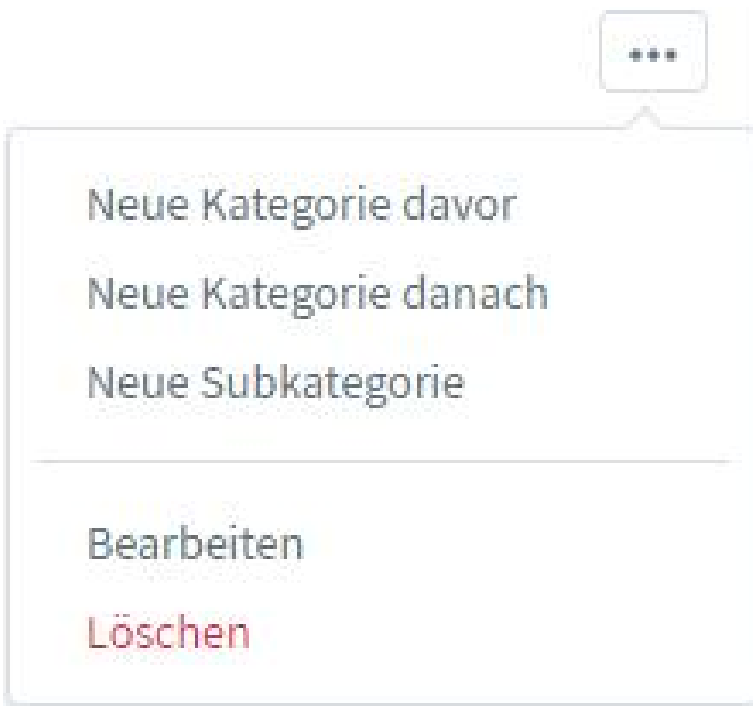 Neue Kategorie davor
Neue Kategorie danach
Neue Subkategorie
Bearbeiten
Löschen